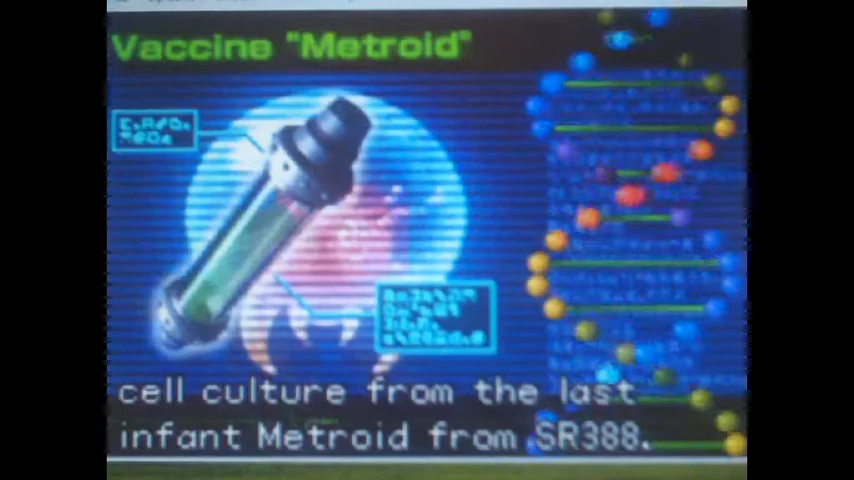 Vaccine "Metroid"
cell culture from the last
infant Metroid from SR388.